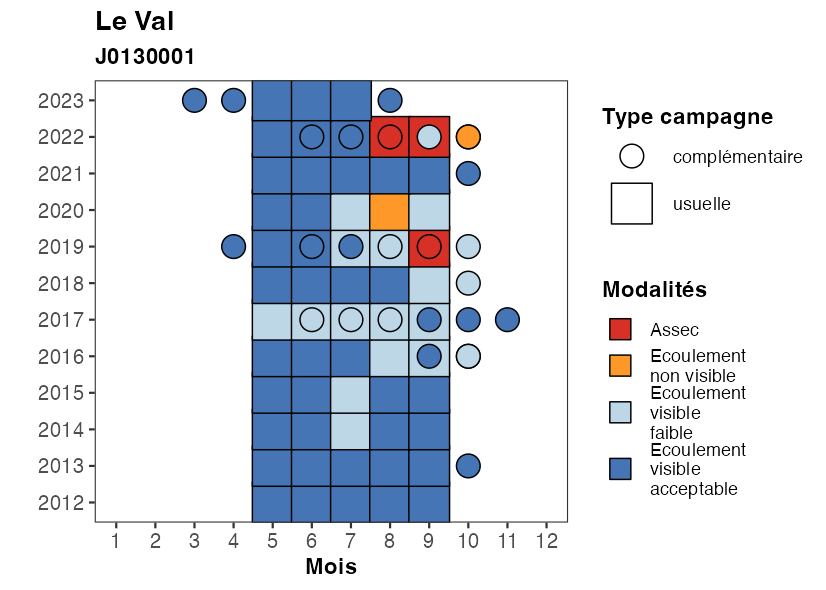 Le Val
J0130001
2023
2022
2021
2020
2019
2018
2017
2016
2015
2014
2013
2012
1 2 3 4 5 6 7 8 9 10 11 12
Mois
Type campagne
complémentaire
usuelle
Modalités
Assec
Ecoulement
non visible
Ecoulement
visible
faible
Ecoulement
visible
acceptable